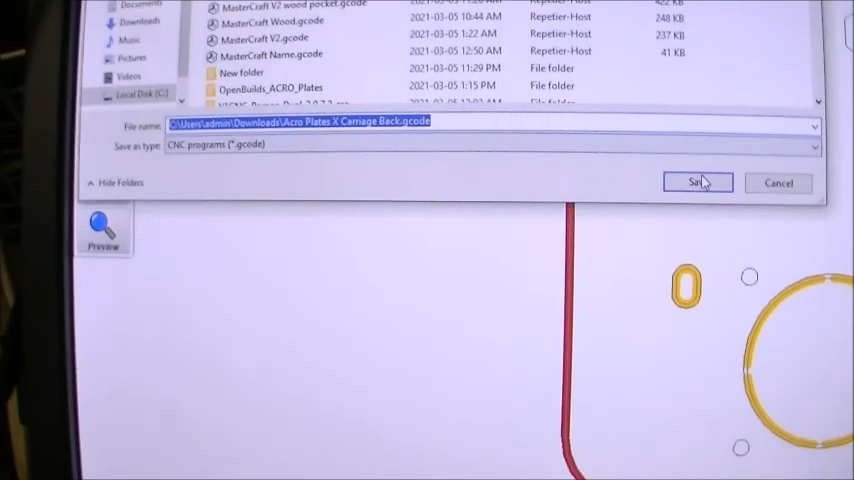 Documents
MasterCraft V2 wood pocket.gcode 422 KB
Downloads MasterCraft Wood.gcode 2021-03-05 10:44 AM Repetier-Host 248 KB
Music MasterCraft V2.gcode 2021-03-05 1:22 AM Repetier-Host 237 KB
Pictures MasterCraft Name.gcode 2021-03-05 12:50 AM Repetier-Host 41 KB
Videos New folder 2021-03-05 11:29 PM File folder
Local Disk (C:) OpenBuilds_ACRO_Plates 2021-03-05 1:15 PM File folder
File name: C:\Users\admin\Downloads\Acro Plates X Carriage Back.gcode
Save as type: CNC programs (*.gcode)
Hide Folders
Cancel
Preview